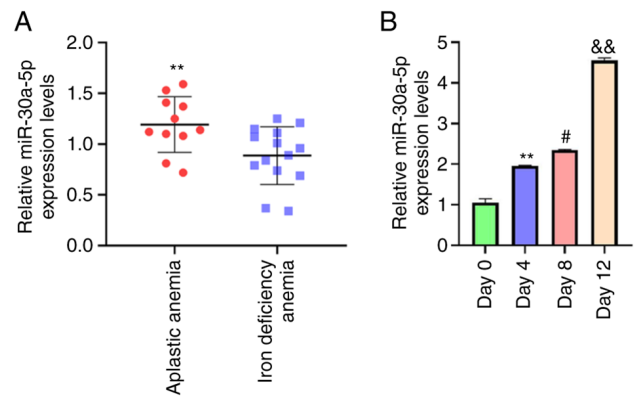 A
Relative miR-30a-5p
expression levels
2.0
1.5
1.0
0.5
0.0
**
Aplastic anemia
Iron deficiency
anemia
B
Relative miR-30a-5p
expression levels
5
4
3
2
1
0
**
#
&&
Day 0
Day 4
Day 8
Day 12